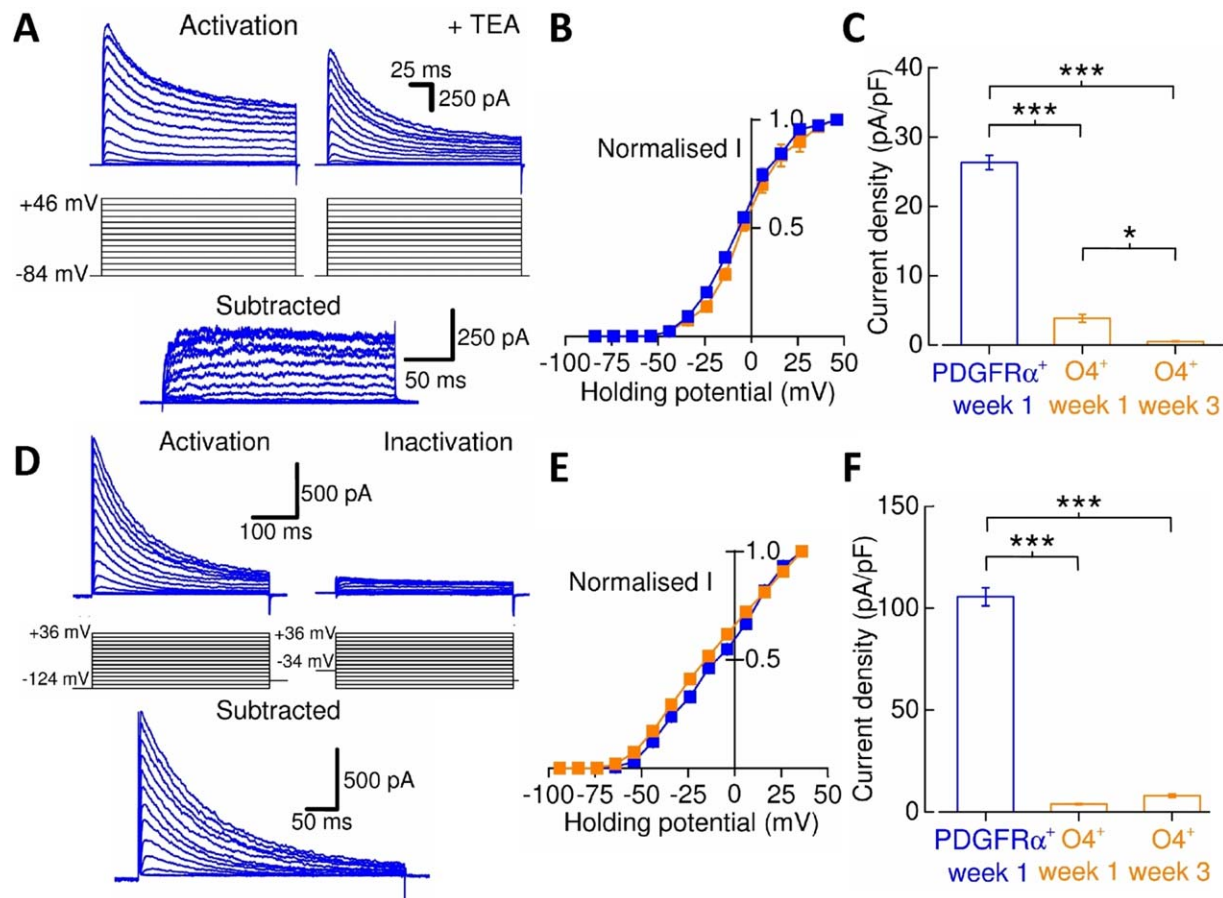 A
Activation
+ TEA
25 ms
250 pA
+46 mV
-84 mV
Subtracted
250 pA
50 ms
B
Normalised I
1.0
0.5
-100 -75 -50 -25 0 25 50
Holding potential (mV)
C
Current density (pA/pF)
40
30
20
10
0
***
***
*
PDGFRα⁺ O4⁺ O4⁺
week 1 week 1 week 3
D
Activation
Inactivation
500 pA
100 ms
+36 mV
-124 mV
+36 mV
-34 mV
Subtracted
500 pA
50 ms
E
Normalised I
1.0
0.5
-100 -75 -50 -25 0 25 50
Holding potential (mV)
F
Current density (pA/pF)
150
100
50
0
***
***
PDGFRα⁺ O4⁺ O4⁺
week 1 week 1 week 3